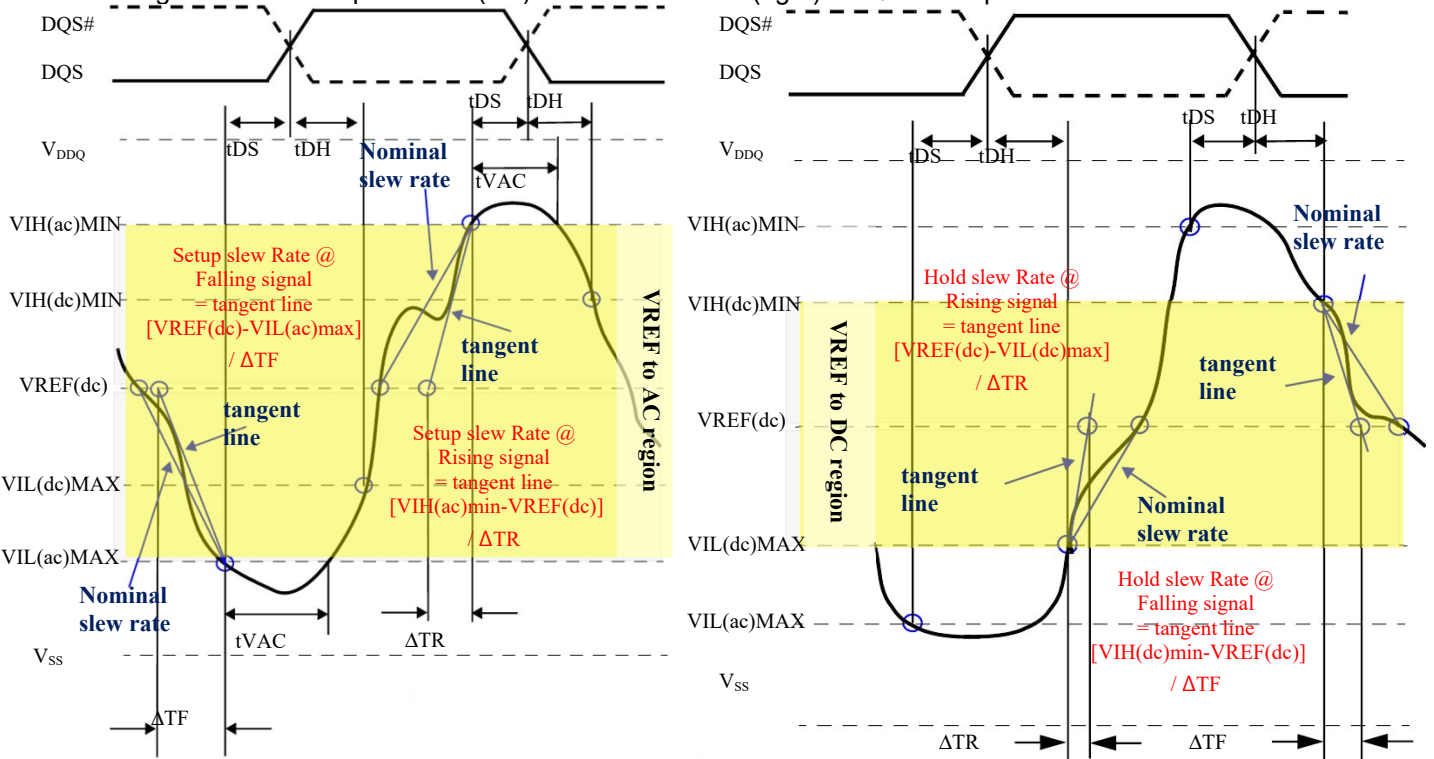 DQS#
DQS
tDS
tDH
tDS
tDH
VDDQ
Nominal
slew rate
tVAC
VIH(ac)MIN
Setup slew Rate @
Falling signal
= tangent line
[VREF(dc)-VIL(ac)max]
/ ΔTF
VIH(dc)MIN
tangent
line
VREF to AC region
VREF(dc)
tangent
line
Setup slew Rate @
Rising signal
= tangent line
[VIH(ac)min-VREF(dc)]
/ ΔTR
VIL(dc)MAX
VIL(ac)MAX
Nominal
slew rate
tVAC
ΔTR
VSS
ΔTF
DQS#
DQS
tDS
tDH
tDS
tDH
VDDQ
VIH(ac)MIN
Nominal
slew rate
Hold slew Rate @
Rising signal
= tangent line
[VREF(dc)-VIL(dc)max]
/ ΔTR
VIH(dc)MIN
VREF to DC region
tangent
line
VREF(dc)
tangent
line
Nominal
slew rate
VIL(dc)MAX
Hold slew Rate @
Falling signal
= tangent line
[VIH(dc)min-VREF(dc)]
/ ΔTF
VIL(ac)MAX
VSS
ΔTR
ΔTF